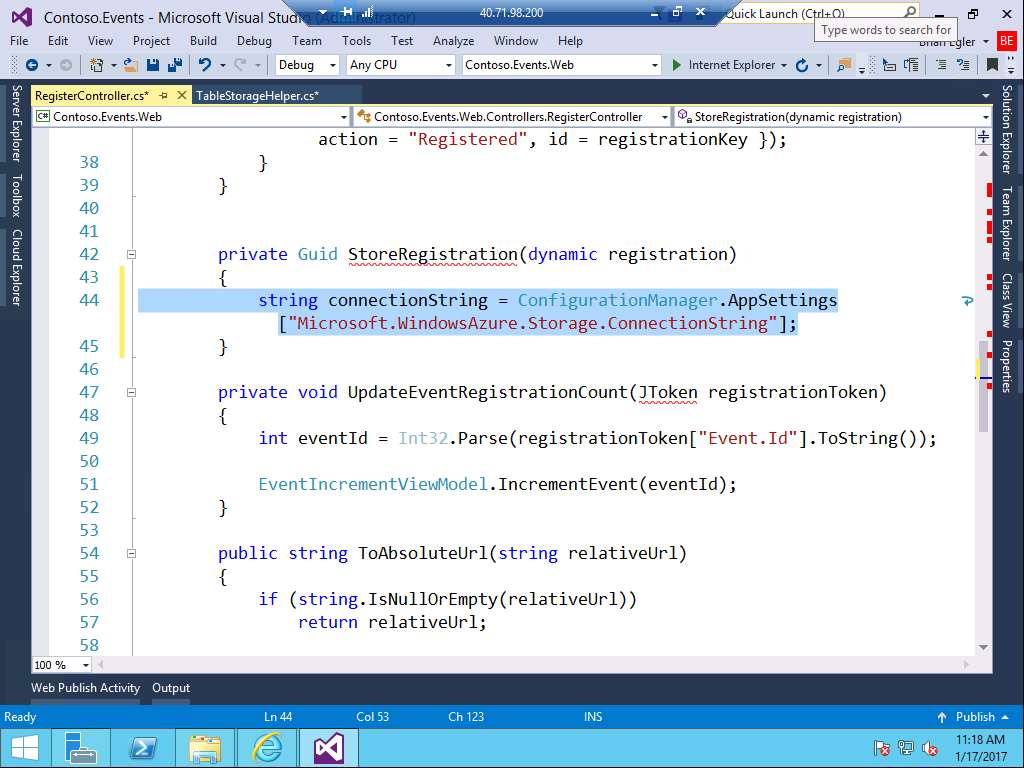 Contoso.Events - Microsoft Visual Studio (Administrator)
40.71.98.200
Quick Launch (Ctrl+Q)
Type words to search for
File Edit View Project Build Debug Team Tools Test Analyze Window Help
Brian Egler BE
Debug Any CPU Contoso.Events.Web Internet Explorer
RegisterController.cs* TableStorageHelper.cs*
C# Contoso.Events.Web Contoso.Events.Web.Controllers.RegisterController StoreRegistration(dynamic registration)
Server Explorer
Toolbox
Cloud Explorer
action = "Registered", id = registrationKey });
38 }
39 }
40
41
42 private Guid StoreRegistration(dynamic registration)
43 {
44 string connectionString = ConfigurationManager.AppSettings
["Microsoft.WindowsAzure.Storage.ConnectionString"];
45 }
46
47 private void UpdateEventRegistrationCount(JToken registrationToken)
48 {
49 int eventId = Int32.Parse(registrationToken["Event.Id"].ToString());
50
51 EventIncrementViewModel.IncrementEvent(eventId);
52 }
53
54 public string ToAbsoluteUrl(string relativeUrl)
55 {
56 if (string.IsNullOrEmpty(relativeUrl))
57 return relativeUrl;
58
Solution Explorer
Team Explorer
Class View
Properties
100 %
Web Publish Activity Output
Ready Ln 44 Col 53 Ch 123 INS Publish
11:18 AM
1/17/2017